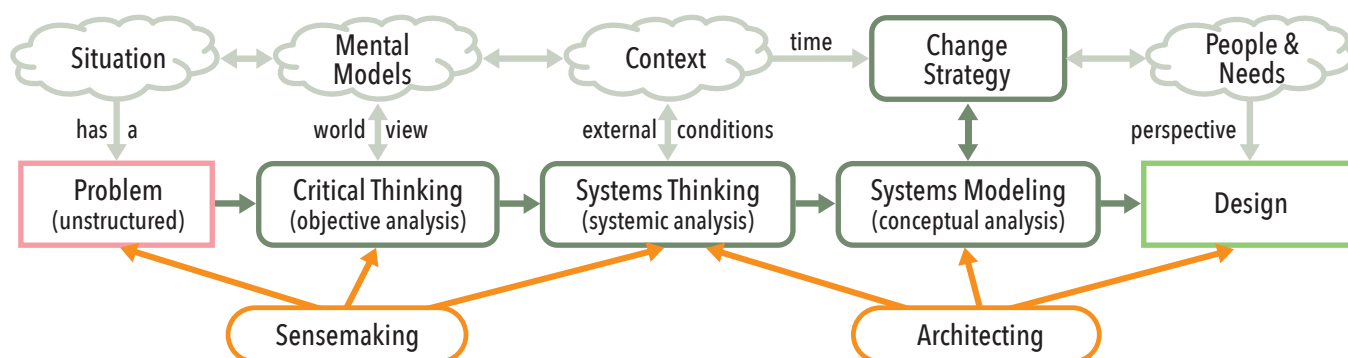 Situation
Mental
Models
Context
time
Change
Strategy
People &
Needs
has a
world view
external conditions
perspective
Problem
(unstructured)
Critical Thinking
(objective analysis)
Systems Thinking
(systemic analysis)
Systems Modeling
(conceptual analysis)
Design
Sensemaking
Architecting